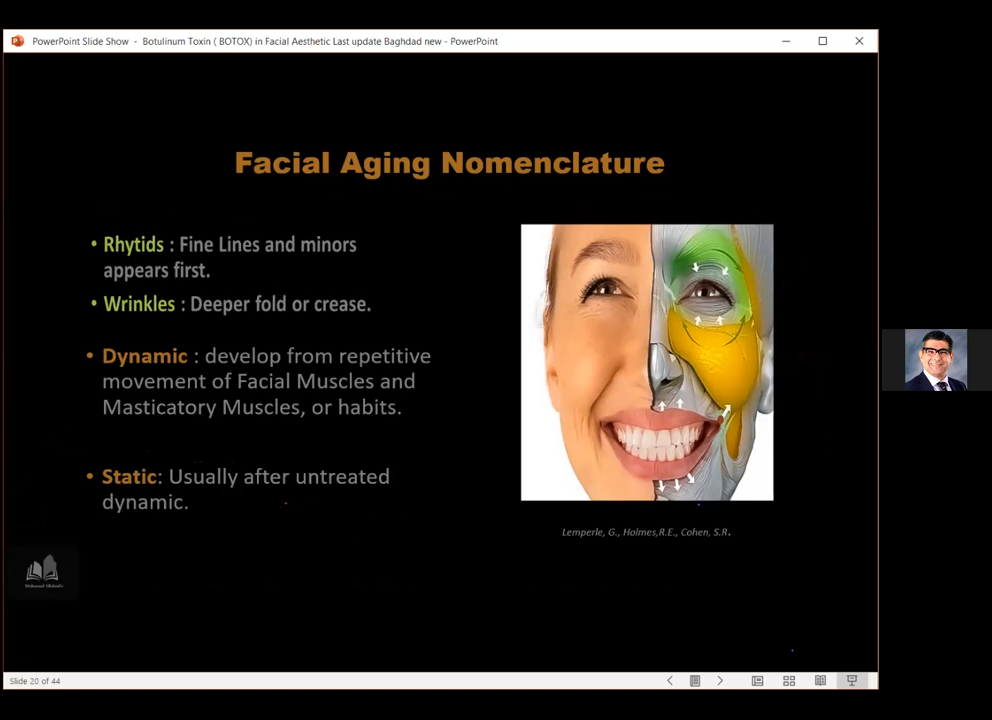 PowerPoint Slide Show - Botulinum Toxin ( BOTOX) in Facial Aesthetic Last update Baghdad new - PowerPoint
Facial Aging Nomenclature
• Rhytids : Fine Lines and minors
appears first.
• Wrinkles : Deeper fold or crease.
• Dynamic : develop from repetitive
movement of Facial Muscles and
Masticatory Muscles, or habits.
• Static: Usually after untreated
dynamic.
Lemperle, G., Holmes,R.E., Cohen, S.R.
Slide 20 of 44